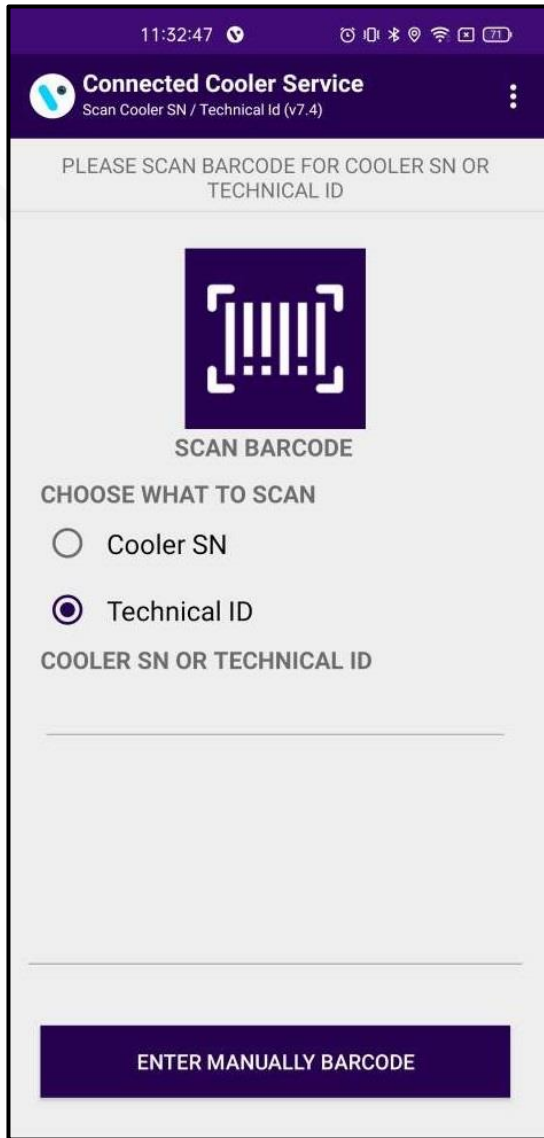 11:32:47
71
Connected Cooler Service
Scan Cooler SN / Technical Id (v7.4)
PLEASE SCAN BARCODE FOR COOLER SN OR
TECHNICAL ID
SCAN BARCODE
CHOOSE WHAT TO SCAN
Cooler SN
Technical ID
COOLER SN OR TECHNICAL ID
ENTER MANUALLY BARCODE